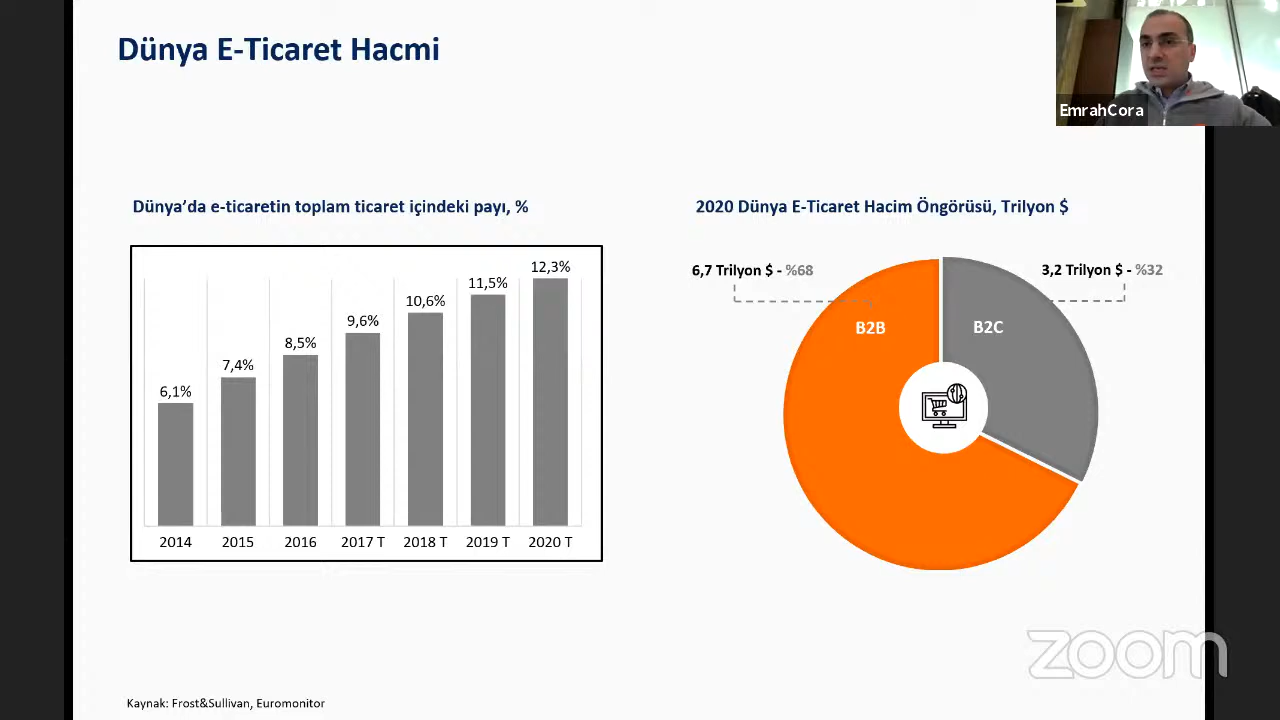 Dünya E-Ticaret Hacmi
EmrahCora
Dünya’da e-ticaretin toplam ticaret içindeki payı, %
6,1%
7,4%
8,5%
9,6%
10,6%
11,5%
12,3%
2014 2015 2016 2017 T 2018 T 2019 T 2020 T
2020 Dünya E-Ticaret Hacim Öngörüsü, Trilyon $
6,7 Trilyon $ - %68
3,2 Trilyon $ - %32
B2B
B2C
zoom
Kaynak: Frost&Sullivan, Euromonitor